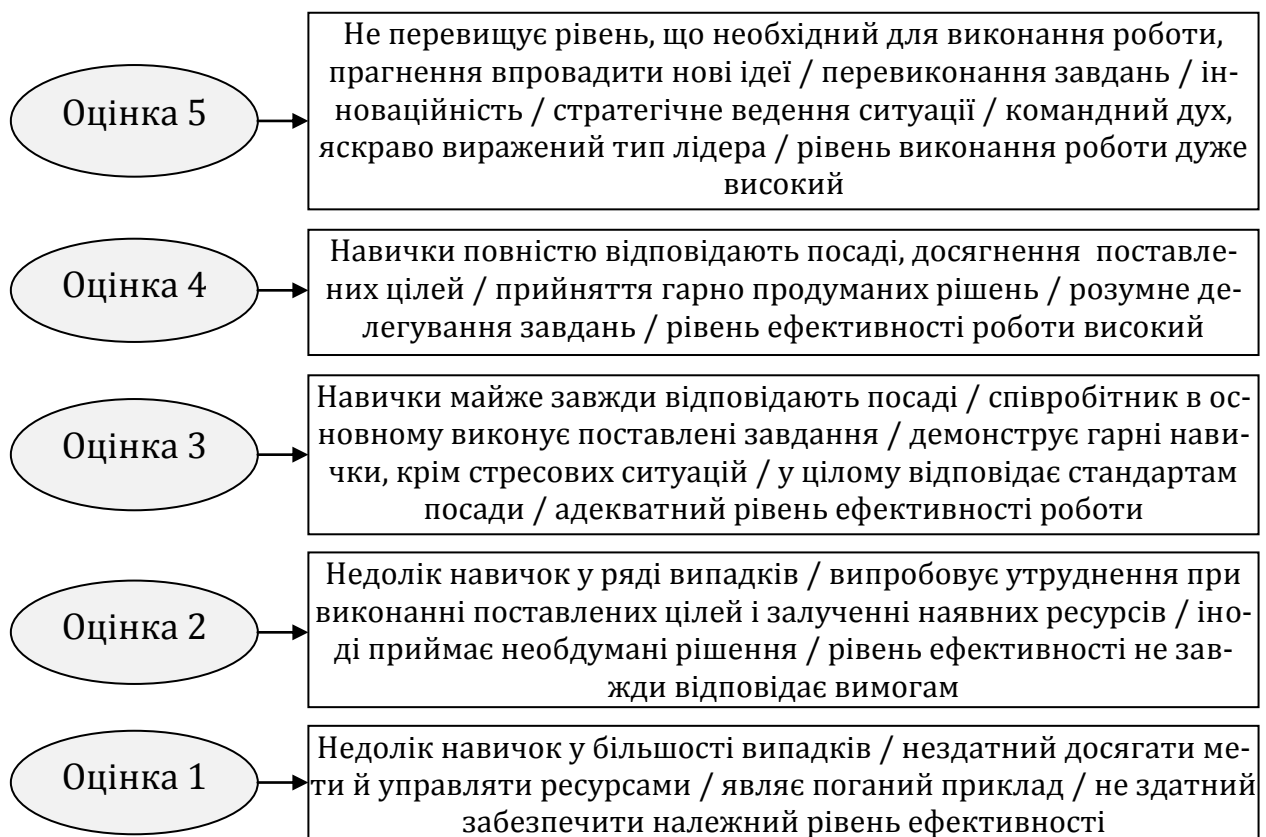 Оцінка 5
Не перевищує рівень, що необхідний для виконання роботи,
прагнення впровадити нові ідеї / перевиконання завдань / ін-
новаційність / стратегічне ведення ситуації / командний дух,
яскраво виражений тип лідера / рівень виконання роботи дуже
високий
Оцінка 4
Навички повністю відповідають посаді, досягнення поставле-
них цілей / прийняття гарно продуманих рішень / розумне де-
легування завдань / рівень ефективності роботи високий
Оцінка 3
Навички майже завжди відповідають посаді / співробітник в ос-
новному виконує поставлені завдання / демонструє гарні нави-
чки, крім стресових ситуацій / у цілому відповідає стандартам
посади / адекватний рівень ефективності роботи
Оцінка 2
Недолік навичок у ряді випадків / випробовує утруднення при
виконанні поставлених цілей і залученні наявних ресурсів / іно-
ді приймає необдумані рішення / рівень ефективності не зав-
жди відповідає вимогам
Оцінка 1
Недолік навичок у більшості випадків / нездатний досягати ме-
ти й управляти ресурсами / являє поганий приклад / не здатний
забезпечити належний рівень ефективності